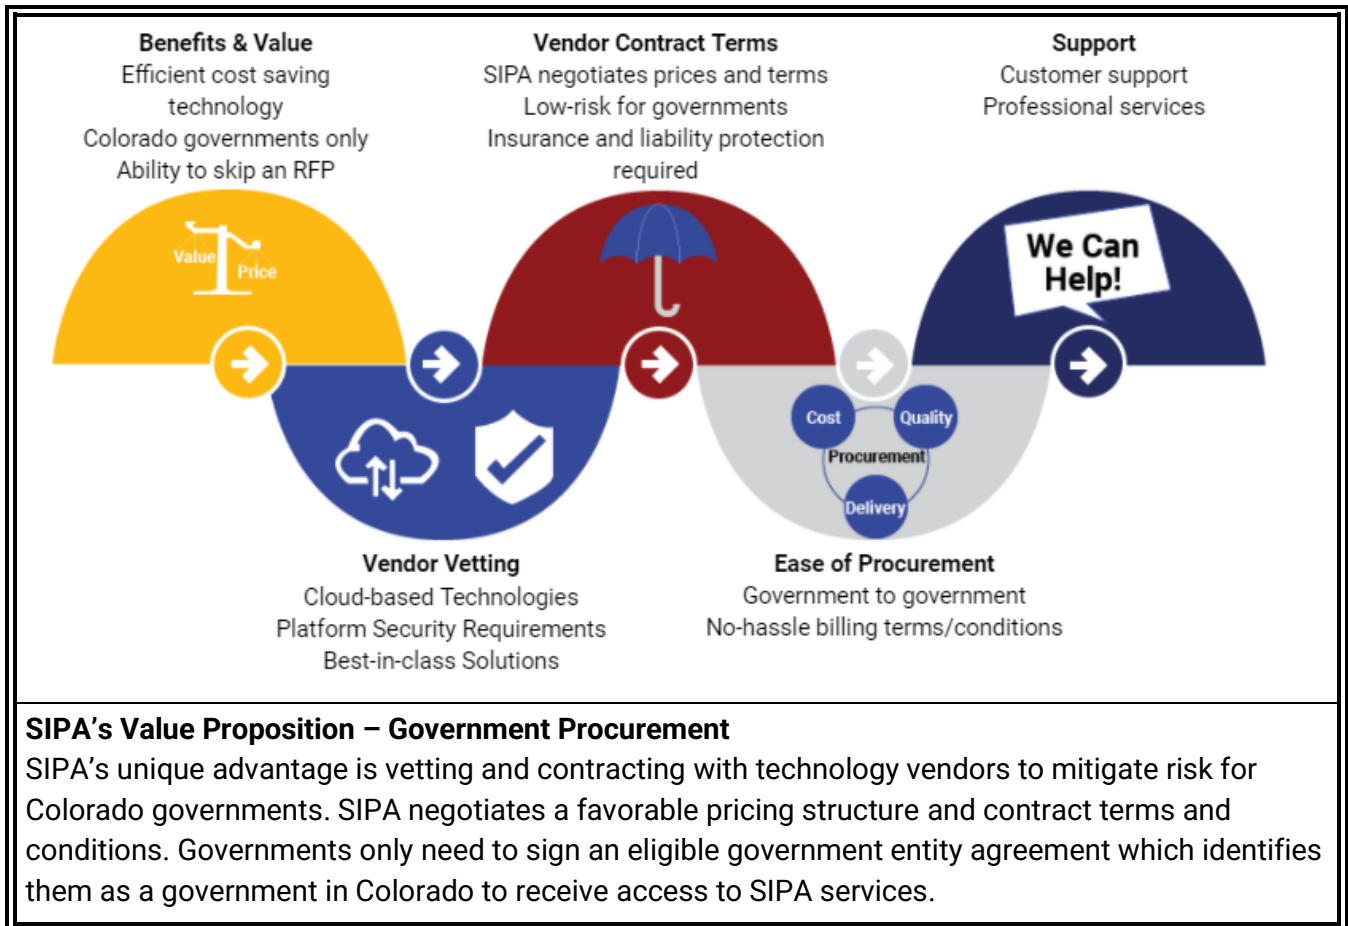 Benefits & Value
Efficient cost saving
technology
Colorado governments only
Ability to skip an RFP
Vendor Contract Terms
SIPA negotiates prices and terms
Low-risk for governments
Insurance and liability protection
required
Support
Customer support
Professional services
Value
Price
We Can
Help!
Cost
Quality
Procurement
Delivery
Vendor Vetting
Cloud-based Technologies
Platform Security Requirements
Best-in-class Solutions
Ease of Procurement
Government to government
No-hassle billing terms/conditions
SIPA’s Value Proposition – Government Procurement
SIPA’s unique advantage is vetting and contracting with technology vendors to mitigate risk for
Colorado governments. SIPA negotiates a favorable pricing structure and contract terms and
conditions. Governments only need to sign an eligible government entity agreement which identifies
them as a government in Colorado to receive access to SIPA services.